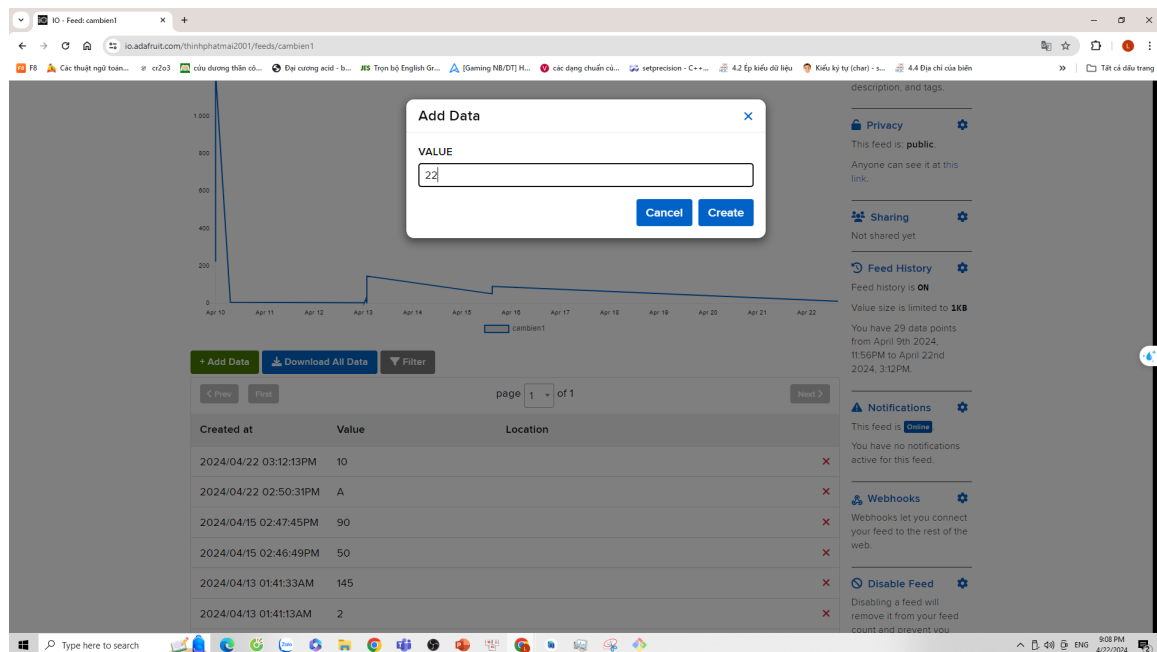 IO - Feed: cambien1
io.adafruit.com/thinhphatmai2001/feeds/cambien1
F8 Các thuật ngữ toán... cr2o3 cửu dương thần cô... Đại cương acid - b... JES Trọn bộ English Gr... [Gaming NB/DT] H... các dạng chuẩn củ... setprecision - C++... 4.2 Ép kiểu dữ liệu Kiểu ký tự (char) - s... 4.4 Địa chỉ của biến » Tất cả dấu trang
description, and tags.
Add Data
VALUE
22
Cancel Create
1.000
800
600
400
200
0
Apr 10 Apr 11 Apr 12 Apr 13 Apr 14 Apr 15 Apr 16 Apr 17 Apr 18 Apr 19 Apr 20 Apr 21 Apr 22
cambien1
+ Add Data Download All Data Filter
< Prev First page 1 of 1 Next >
Created at Value Location
2024/04/22 03:12:13PM 10
2024/04/22 02:50:31PM A
2024/04/15 02:47:45PM 90
2024/04/15 02:46:49PM 50
2024/04/13 01:41:33AM 145
2024/04/13 01:41:13AM 2
Privacy
This feed is: public.
Anyone can see it at this
link.
Sharing
Not shared yet
Feed History
Feed history is ON
Value size is limited to 1KB
You have 29 data points
from April 9th 2024,
11:56PM to April 22nd
2024, 3:12PM.
Notifications
This feed is Online
You have no notifications
active for this feed.
Webhooks
Webhooks let you connect
your feed to the rest of the
web.
Disable Feed
Disabling a feed will
remove it from your feed
count and prevent you
Type here to search
Zalo
ENG
9:08 PM
4/22/2024